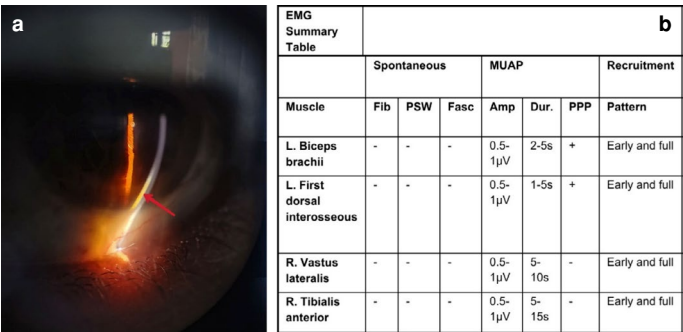 a
b
EMG
Summary
Table
Spontaneous MUAP Recruitment
Muscle Fib PSW Fasc Amp Dur. PPP Pattern
L. Biceps
brachii
- - - 0.5-
1µV
2-5s + Early and full
L. First
dorsal
interosseous
- - - 0.5-
1µV
1-5s + Early and full
R. Vastus
lateralis
- - - 0.5-
1µV
5-
10s
- Early and full
R. Tibialis
anterior
- - - 0.5-
1µV
5-
15s
- Early and full